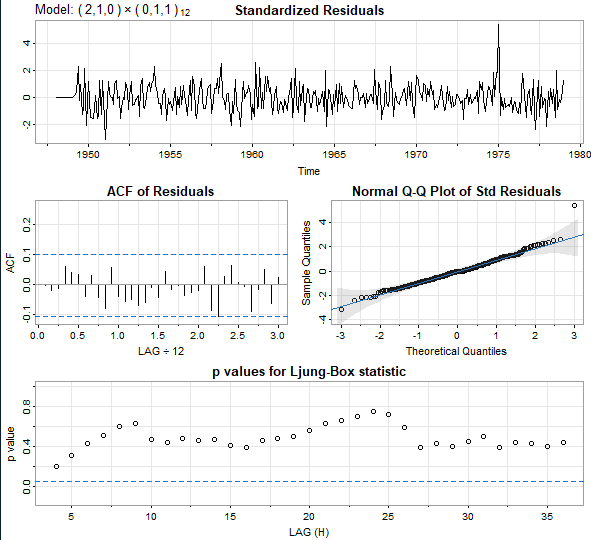 Model: ( 2,1,0 ) × ( 0,1,1 ) 12
Standardized Residuals
4
2
0
-2
1950 1955 1960 1965 1970 1975 1980
Time
ACF of Residuals
ACF
0.2
0.1
0.0
-0.1
0.0 0.5 1.0 1.5 2.0 2.5 3.0
LAG ÷ 12
Normal Q-Q Plot of Std Residuals
Sample Quantiles
4
2
0
-2
-4
-3 -2 -1 0 1 2 3
Theoretical Quantiles
p values for Ljung-Box statistic
p value
0.8
0.4
0.0
5 10 15 20 25 30 35
LAG (H)